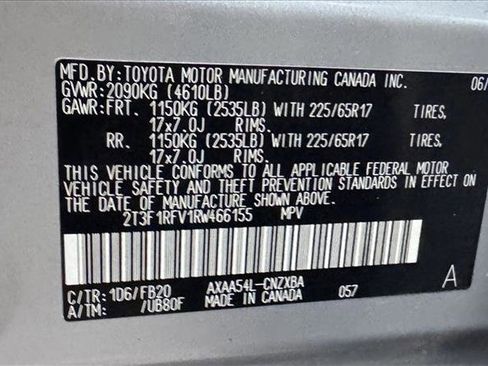 MFD.BY:TOYOTA MOTOR MANUFACTURING CANADA INC. 06/
GVWR:2090KG (4610LB)
GAWR:FRT. 1150KG (2535LB) WITH 225/65R17 TIRES,
17x7.0J RIMS.
RR. 1150KG (2535LB) WITH 225/65R17 TIRES,
17x7.0J RIMS.
THIS VEHICLE CONFORMS TO ALL APPLICABLE FEDERAL MOTOR
VEHICLE SAFETY AND THEFT PREVENTION STANDARDS IN EFFECT ON
THE DATE OF MANUFACTURE SHOWN ABOVE.
2T3F1RFV1RW466155 MPV
C/TR: 1D6/FB20 AXAA54L-CNZXBA A
A/TM: /UB80F MADE IN CANADA 057